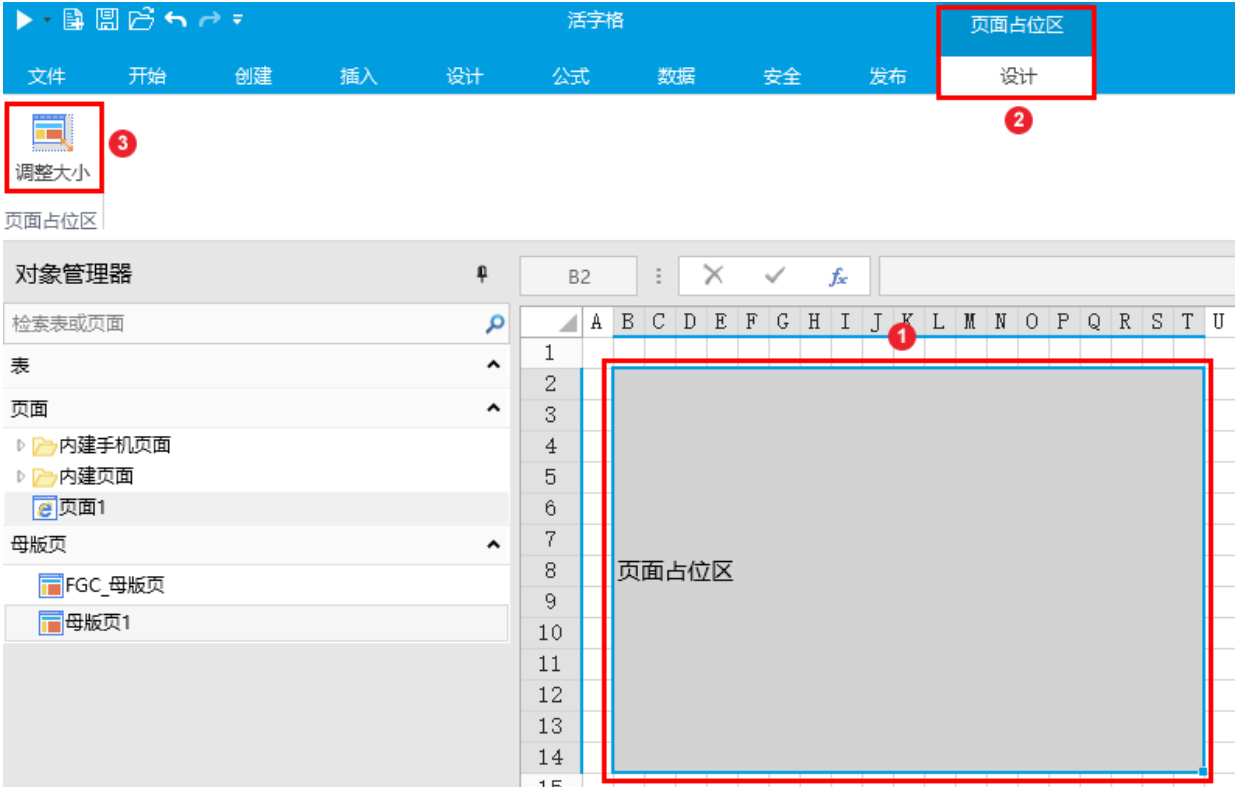 活字格
页面占位区
文件 开始 创建 插入 设计 公式 数据 安全 发布 设计
2
3
调整大小
页面占位区
对象管理器
B2 fx
检索表或页面
A B C D E F G H I J K L M N O P Q R S T U
1
表
页面
内建手机页面
内建页面
页面1
母版页
FGC_母版页
母版页1
1
2
3
4
5
6
7
8
9
10
11
12
13
14
15
页面占位区